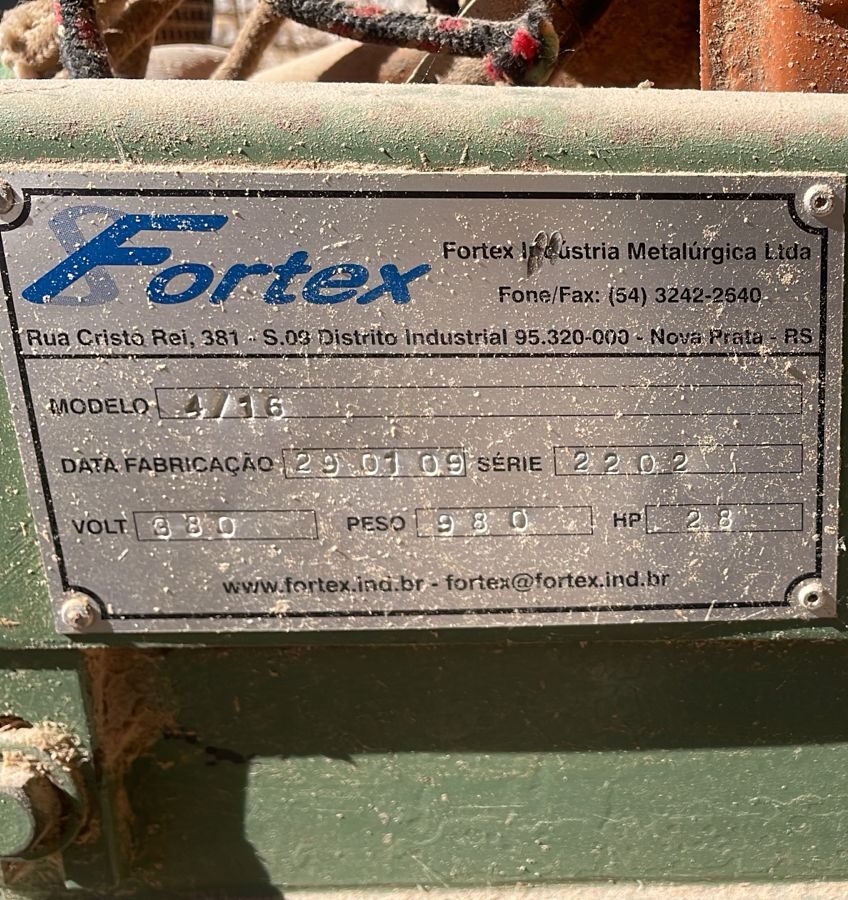 Fortex
Fortex Indústria Metalúrgica Ltda
Fone/Fax: (54) 3242-2640
Rua Cristo Rei, 381 - S.09 Distrito Industrial 95.320-000 - Nova Prata - RS
MODELO 4/16
DATA FABRICAÇÃO 29 01 09 SÉRIE 2202
VOLT 380 PESO 980 HP 28
www.fortex.ind.br - fortex@fortex.ind.br